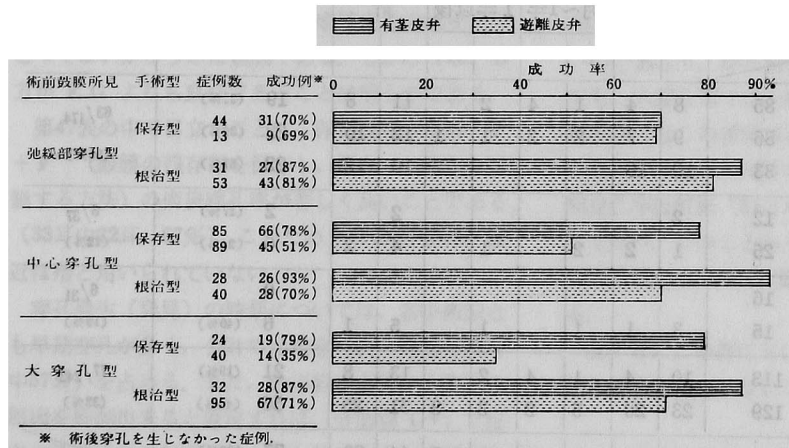 有茎皮弁 遊離皮弁
成功率
術前鼓膜所見 手術型 症例数 成功例※ 0 20 40 60 80 90%
保存型 44 31(70%)
13 9(69%)
弛緩部穿孔型
根治型 31 27(87%)
53 43(81%)
保存型 85 66(78%)
89 45(51%)
中心穿孔型
根治型 28 26(93%)
40 28(70%)
保存型 24 19(79%)
40 14(35%)
大穿孔型
根治型 32 28(87%)
95 67(71%)
※ 術後穿孔を生じなかった症例.